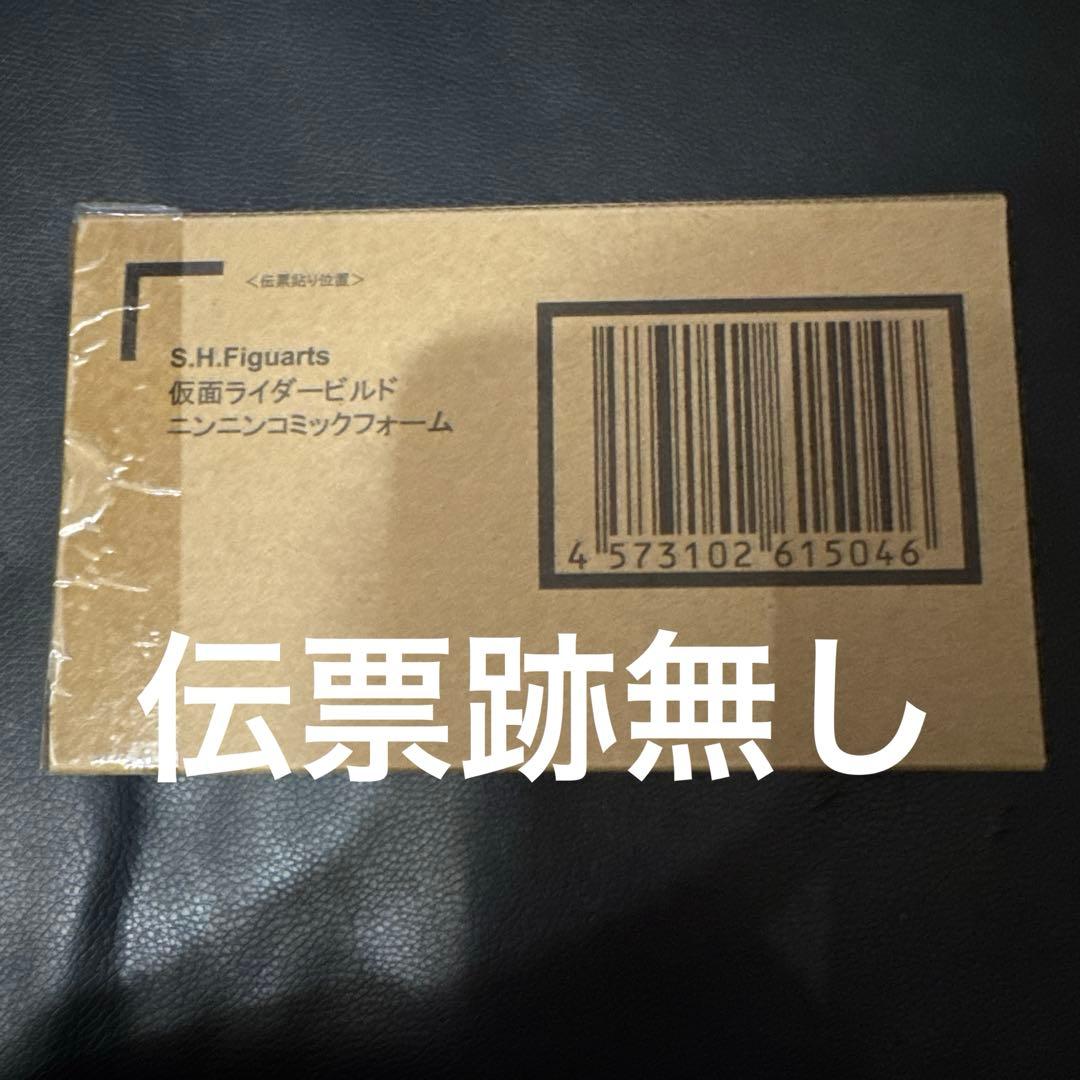 <伝票貼り位置>
S.H.Figuarts
仮面ライダービルド
ニンニンコミックフォーム
4 573102 615046
伝票跡無し